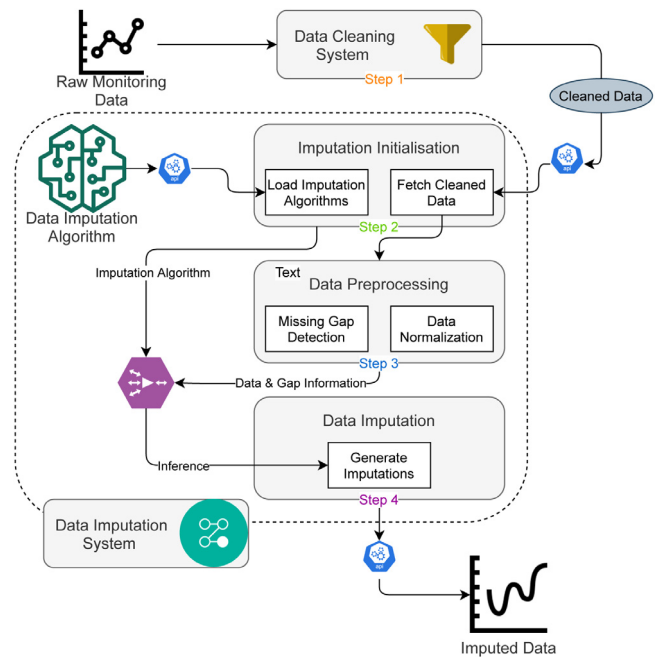 Raw Monitoring
Data
Data Cleaning
System
Step 1
Cleaned Data
api
Data Imputation
Algorithm
api
Imputation Initialisation
Load Imputation
Algorithms
Fetch Cleaned
Data
Step 2
Imputation Algorithm
Text
Data Preprocessing
Missing Gap
Detection
Data
Normalization
Step 3
Data & Gap Information
Data Imputation
Generate
Imputations
Inference
Step 4
Data Imputation
System
api
Imputed Data